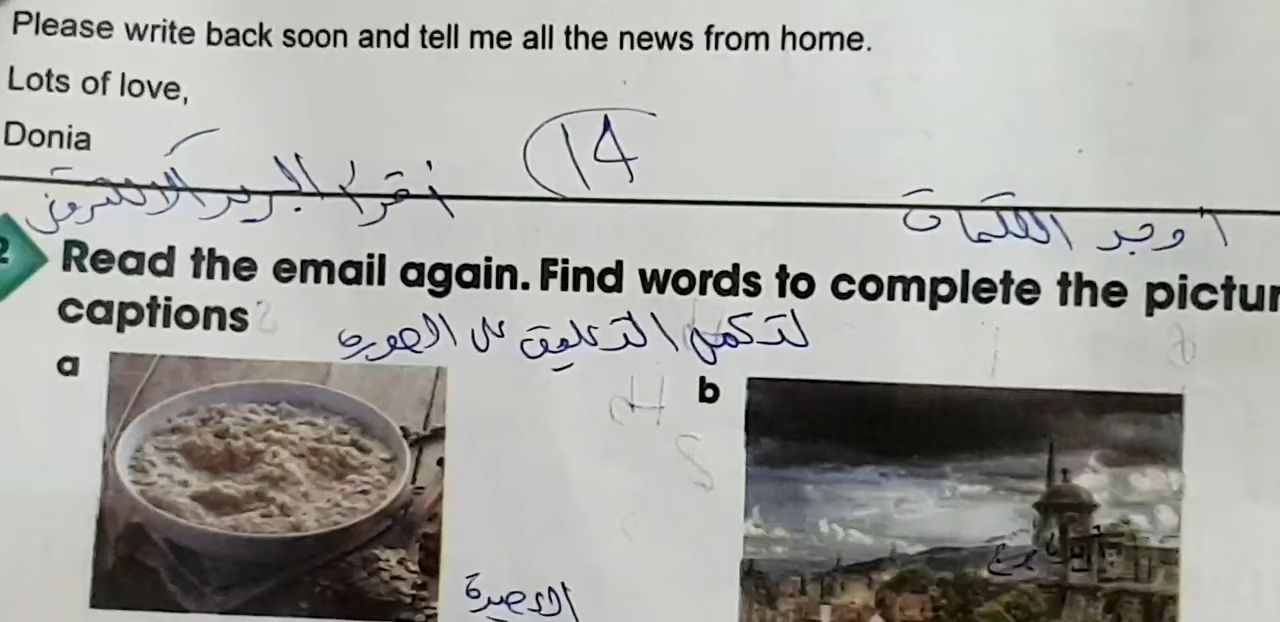 Please write back soon and tell me all the news from home.
Lots of love,
Donia
14
أقرا البريد الالكتروني
أوجد الكلمات
2 Read the email again. Find words to complete the pictur
captions
لتكمل التعليق على الصورة
a
b
العصيدة